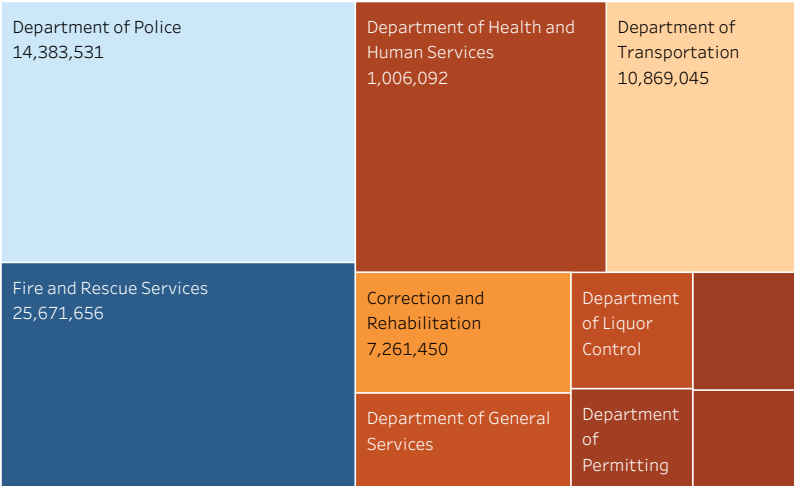 Department of Police
14,383,531
Department of Health and
Human Services
1,006,092
Department of
Transportation
10,869,045
Fire and Rescue Services
25,671,656
Correction and
Rehabilitation
7,261,450
Department
of Liquor
Control
Department of General
Services
Department
of
Permitting